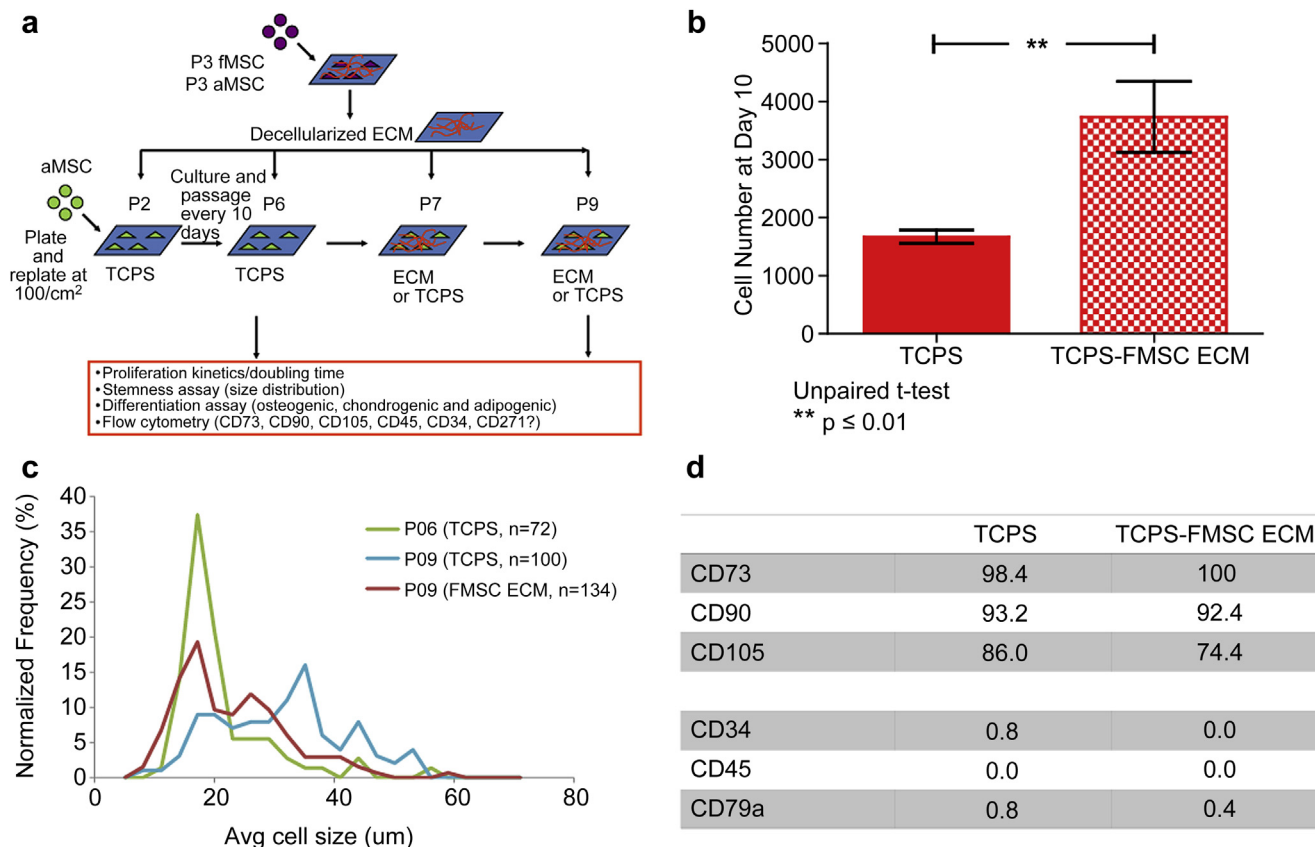 a
P3 fMSC
P3 aMSC
Decellularized ECM
aMSC
P2
Culture and
passage
every 10
days
P6
P7
P9
Plate
and
replate at
100/cm²
TCPS
TCPS
ECM
or TCPS
ECM
or TCPS
•Proliferation kinetics/doubling time
•Stemness assay (size distribution)
•Differentiation assay (osteogenic, chondrogenic and adipogenic)
•Flow cytometry (CD73, CD90, CD105, CD45, CD34, CD271?)
b
Cell Number at Day 10
5000
4000
3000
2000
1000
0
**
TCPS
TCPS-FMSC ECM
Unpaired t-test
** p ≤ 0.01
c
Normalized Frequency (%)
40
35
30
25
20
15
10
5
0
P06 (TCPS, n=72)
P09 (TCPS, n=100)
P09 (FMSC ECM, n=134)
0 20 40 60 80
Avg cell size (um)
d
TCPS TCPS-FMSC ECM
CD73 98.4 100
CD90 93.2 92.4
CD105 86.0 74.4
CD34 0.8 0.0
CD45 0.0 0.0
CD79a 0.8 0.4